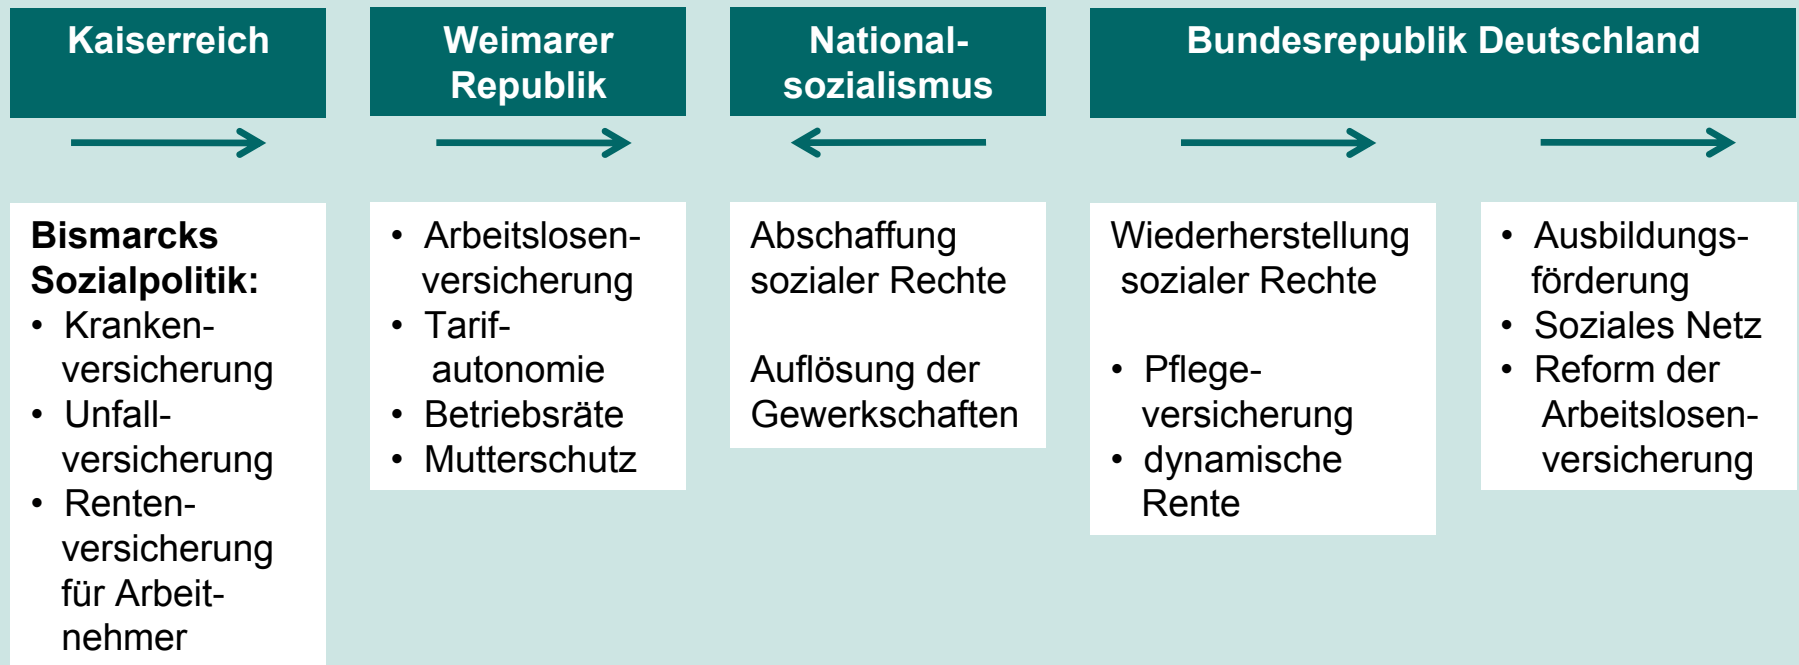 Kaiserreich
Weimarer
Republik
National-
sozialismus
Bundesrepublik Deutschland
Bismarcks
Sozialpolitik:
• Kranken-
versicherung
• Unfall-
versicherung
• Renten-
versicherung
für Arbeit-
nehmer
• Arbeitslosen-
versicherung
• Tarif-
autonomie
• Betriebsräte
• Mutterschutz
Abschaffung
sozialer Rechte
Auflösung der
Gewerkschaften
Wiederherstellung
sozialer Rechte
• Pflege-
versicherung
• dynamische
Rente
• Ausbildungs-
förderung
• Soziales Netz
• Reform der
Arbeitslosen-
versicherung